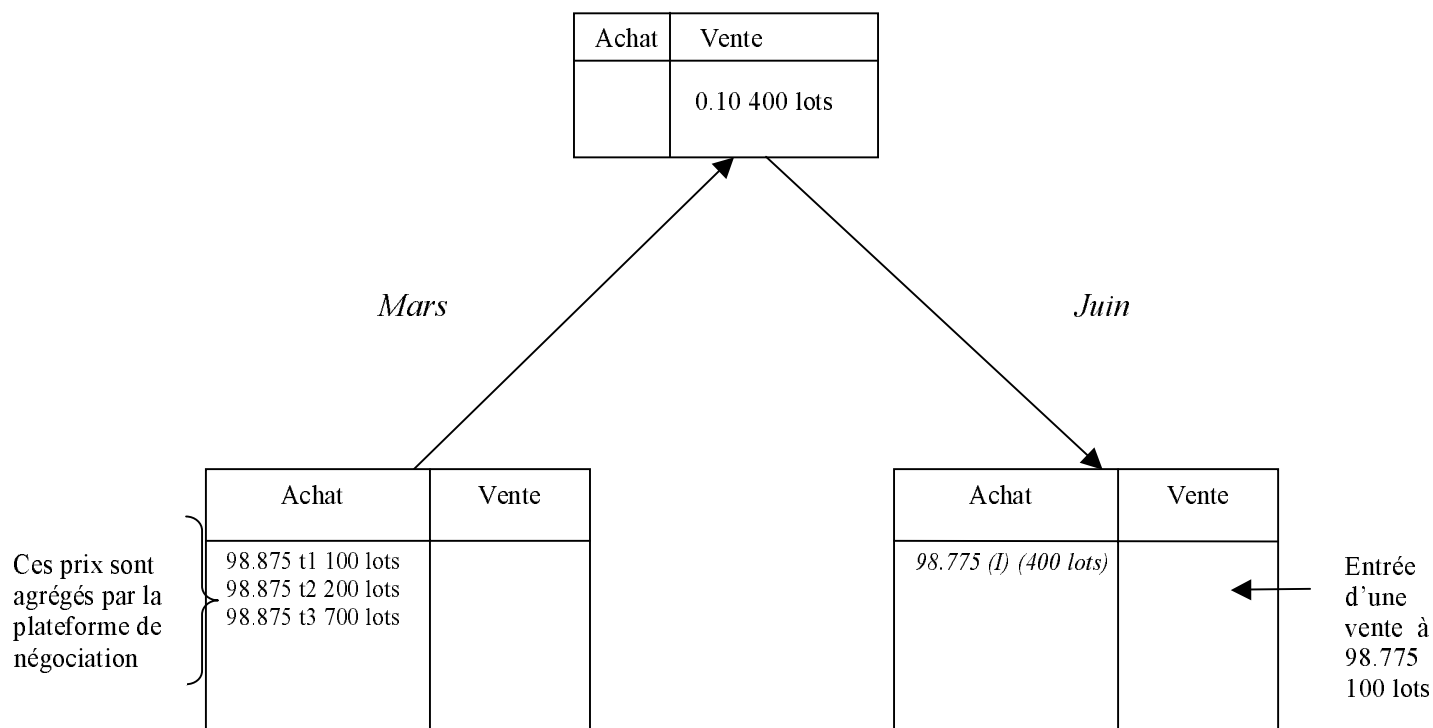 Achat Vente
0.10 400 lots
Mars
Juin
Achat Vente
98.875 t1 100 lots
98.875 t2 200 lots
98.875 t3 700 lots
Ces prix sont
agrégés par la
plateforme de
négociation
Achat Vente
98.775 (I) (400 lots)
Entrée
d’une
vente à
98.775
100 lots